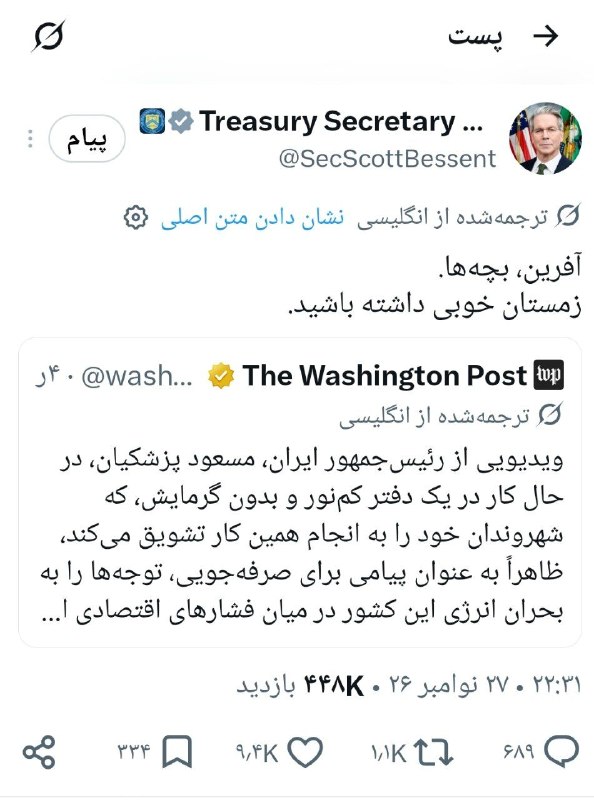 پست
Treasury Secretary ...
@SecScottBessent
پیام
ترجمه‌شده از انگلیسی نشان دادن متن اصلی
آفرین، بچه‌ها.
زمستان خوبی داشته باشید.
wp The Washington Post @wash... · ۴ر
ترجمه‌شده از انگلیسی
ویدیویی از رئیس‌جمهور ایران، مسعود پزشکیان، در
حال کار در یک دفتر کم‌نور و بدون گرمایش، که
شهروندان خود را به انجام همین کار تشویق می‌کند،
ظاهراً به عنوان پیامی برای صرفه‌جویی، توجه‌ها را به
بحران انرژی این کشور در میان فشارهای اقتصادی ا...
۲۲:۳۱ • ۲۷ نوامبر ۲۶ • ۴۴۸K بازدید
۶۸۹ ۱٫۱K ۹٫۴K ۳۳۴